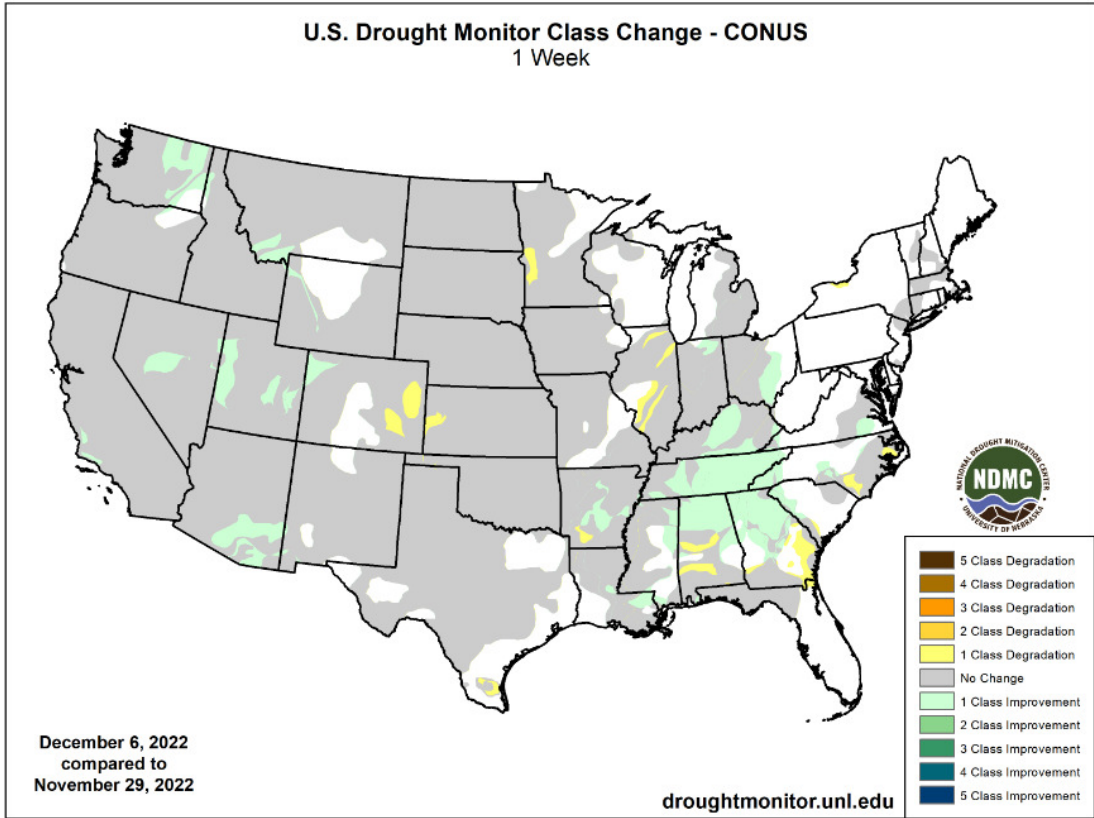 U.S. Drought Monitor Class Change - CONUS
1 Week
NATIONAL DROUGHT MITIGATION CENTER
NDMC
UNIVERSITY OF NEBRASKA
5 Class Degradation
4 Class Degradation
3 Class Degradation
2 Class Degradation
1 Class Degradation
No Change
1 Class Improvement
2 Class Improvement
3 Class Improvement
4 Class Improvement
5 Class Improvement
December 6, 2022
compared to
November 29, 2022
droughtmonitor.unl.edu